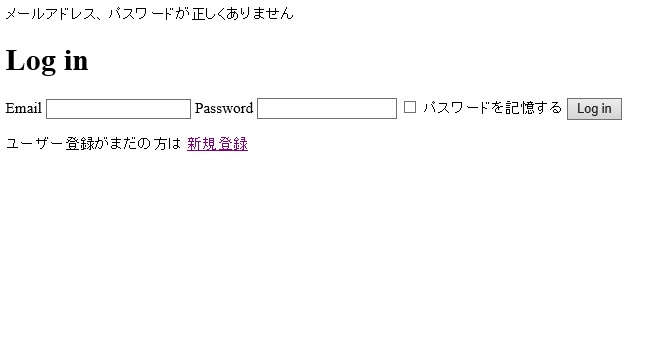 メールアドレス、パスワードが正しくありません
Log in
Email Password パスワードを記憶する Log in
ユーザー登録がまだの方は 新規登録